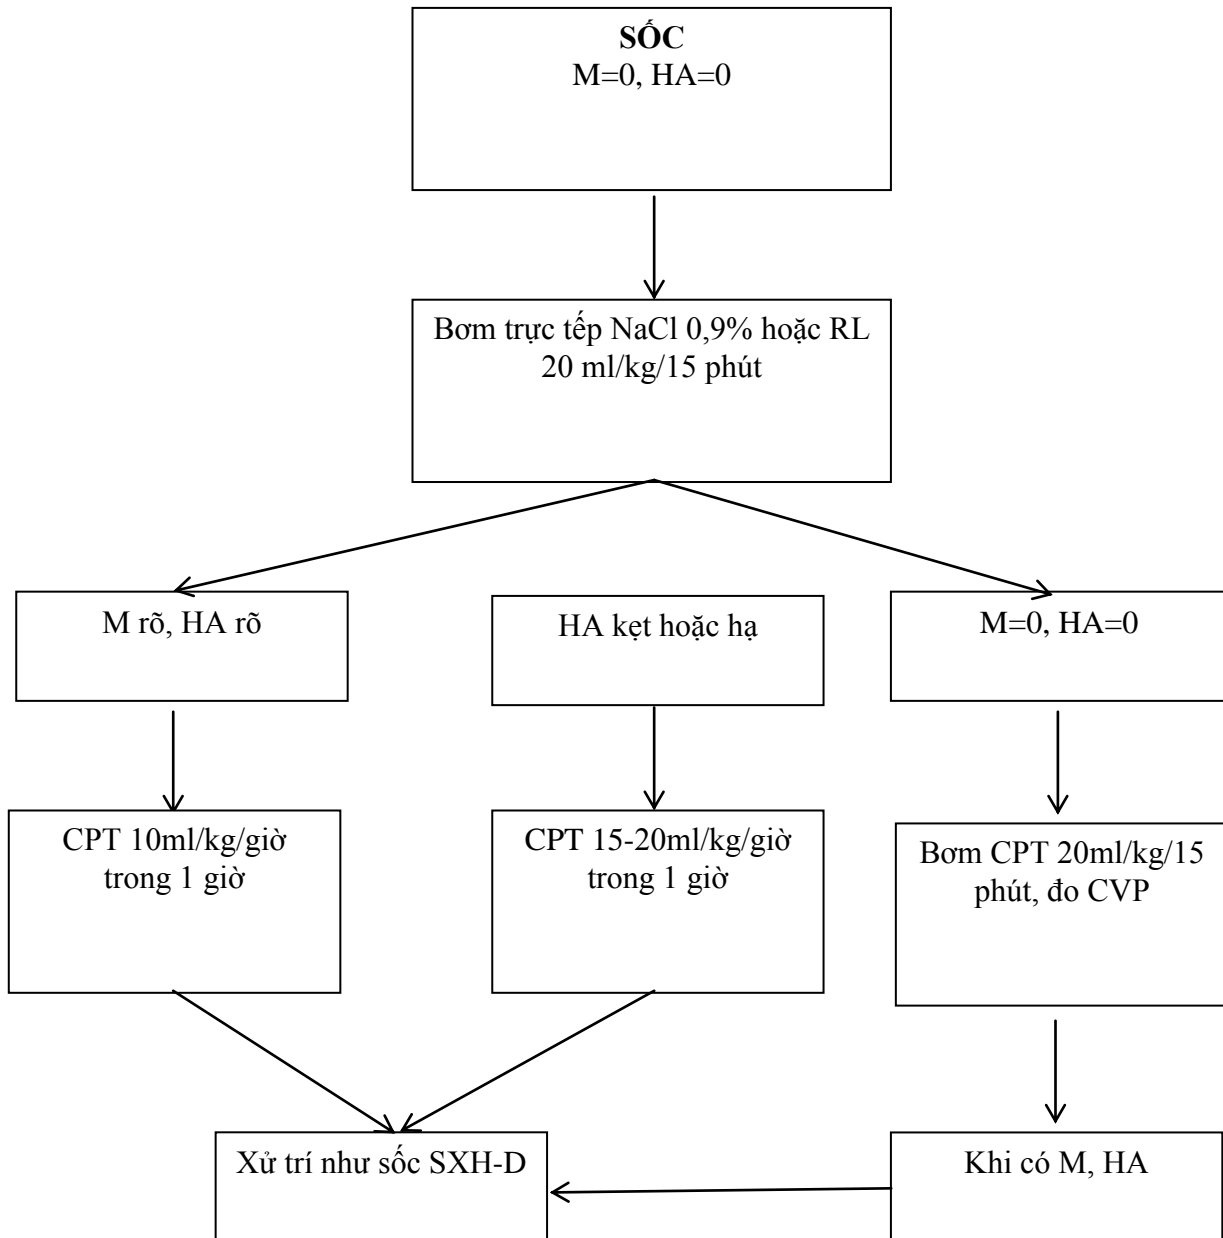 SỐC
M=0, HA=0
Bơm trực tếp NaCl 0,9% hoặc RL
20 ml/kg/15 phút
M rõ, HA rõ
HA kẹt hoặc hạ
M=0, HA=0
CPT 10ml/kg/giờ
trong 1 giờ
CPT 15-20ml/kg/giờ
trong 1 giờ
Bơm CPT 20ml/kg/15
phút, đo CVP
Xử trí như sốc SXH-D
Khi có M, HA